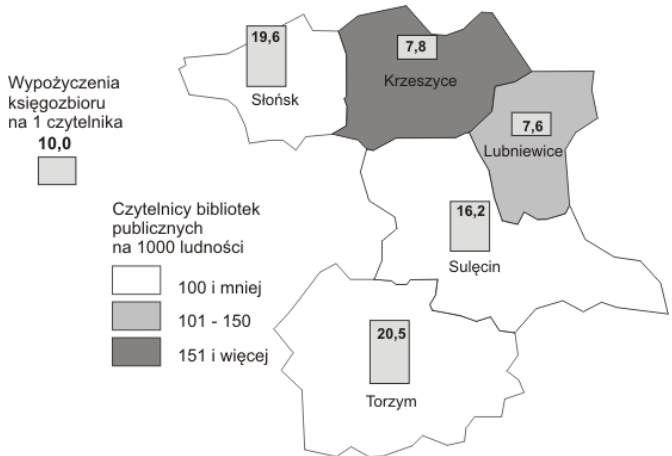 19,6
Słońsk
7,8
Krzeszyce
Wypożyczenia
księgozbioru
na 1 czytelnika
10,0
7,6
Lubniewice
Czytelnicy bibliotek
publicznych
na 1000 ludności
100 i mniej
101 - 150
151 i więcej
16,2
Sulęcin
20,5
Torzym